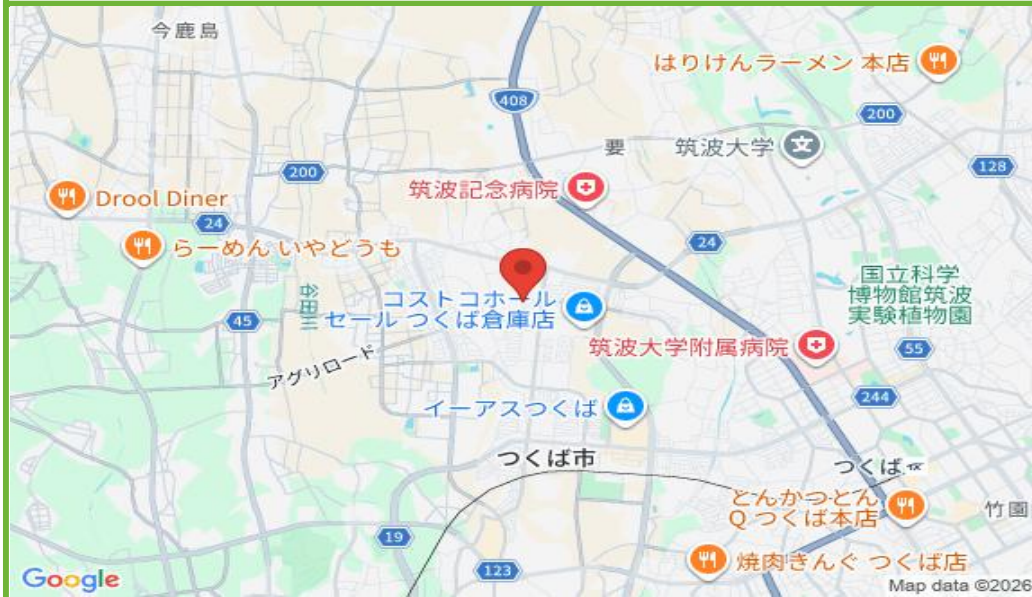 今鹿島
はりけんラーメン 本店
408
200
要
筑波大学
文
128
200
筑波記念病院
Drool Diner
24
24
らーめん いやどうも
国立科学
博物館筑波
実験植物園
谷田川
コストコホール
セール つくば倉庫店
45
筑波大学附属病院
55
アグリロード
244
イーアスつくば
つくば市
つくば
とんかつとん
Q つくば本店
竹園
19
焼肉きんぐ つくば店
123
Google
Map data ©2026